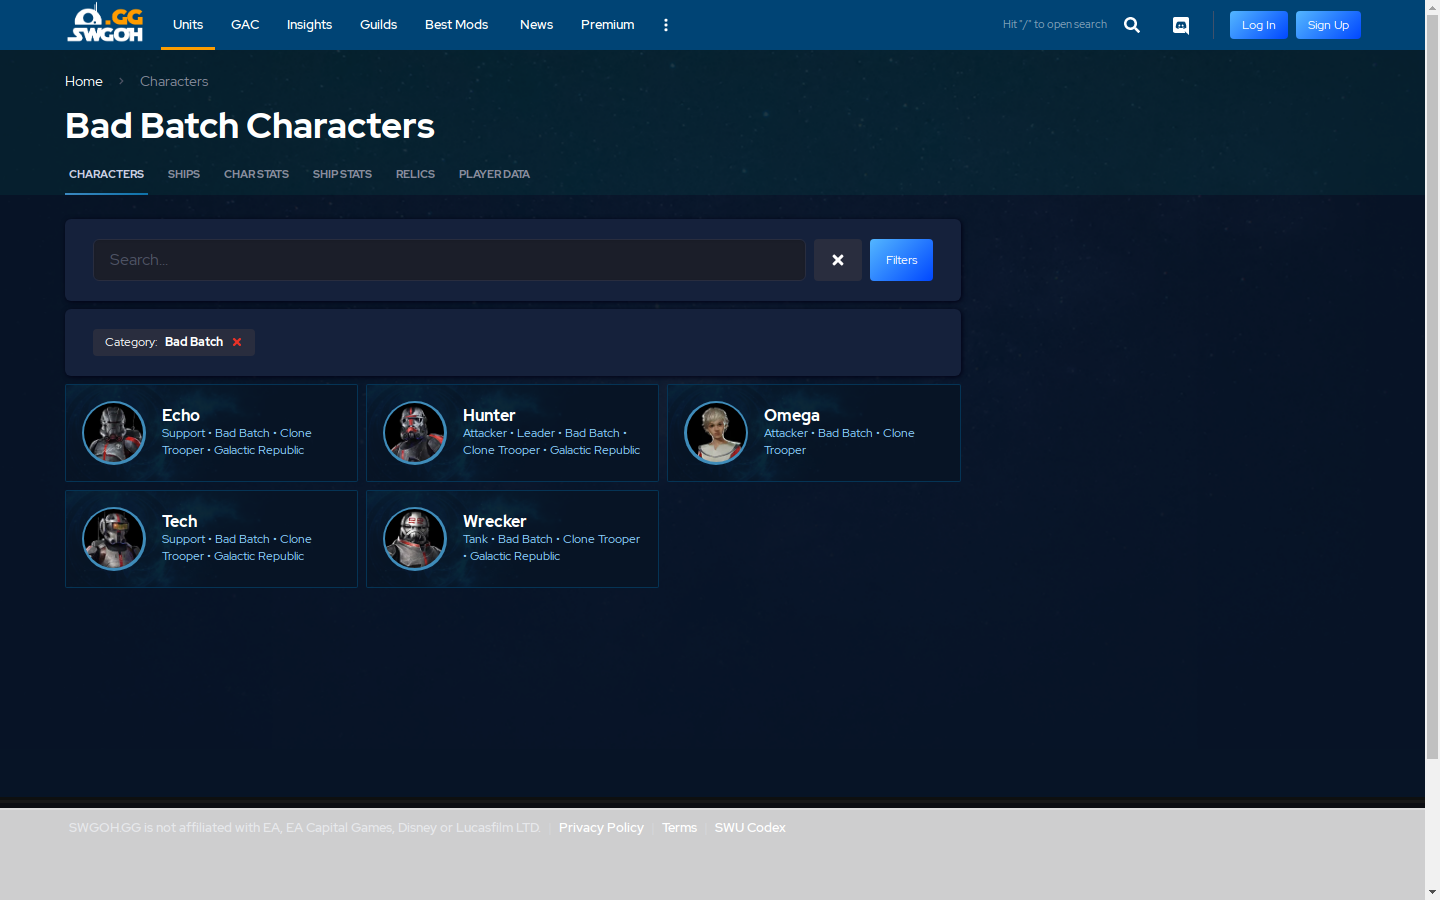 .GG
SWGOH
Units
GAC
Insights
Guilds
Best Mods
News
Premium
Hit "/" to open search
Log In
Sign Up
Home
Characters
Bad Batch Characters
CHARACTERS
SHIPS
CHAR STATS
SHIP STATS
RELICS
PLAYER DATA
Search...
Filters
Category: Bad Batch
Echo
Support • Bad Batch • Clone
Trooper • Galactic Republic
Hunter
Attacker • Leader • Bad Batch •
Clone Trooper • Galactic Republic
Omega
Attacker • Bad Batch • Clone
Trooper
Tech
Support • Bad Batch • Clone
Trooper • Galactic Republic
Wrecker
Tank • Bad Batch • Clone Trooper
• Galactic Republic
SWGOH.GG is not affiliated with EA, EA Capital Games, Disney or Lucasfilm LTD. | Privacy Policy | Terms | SWU Codex